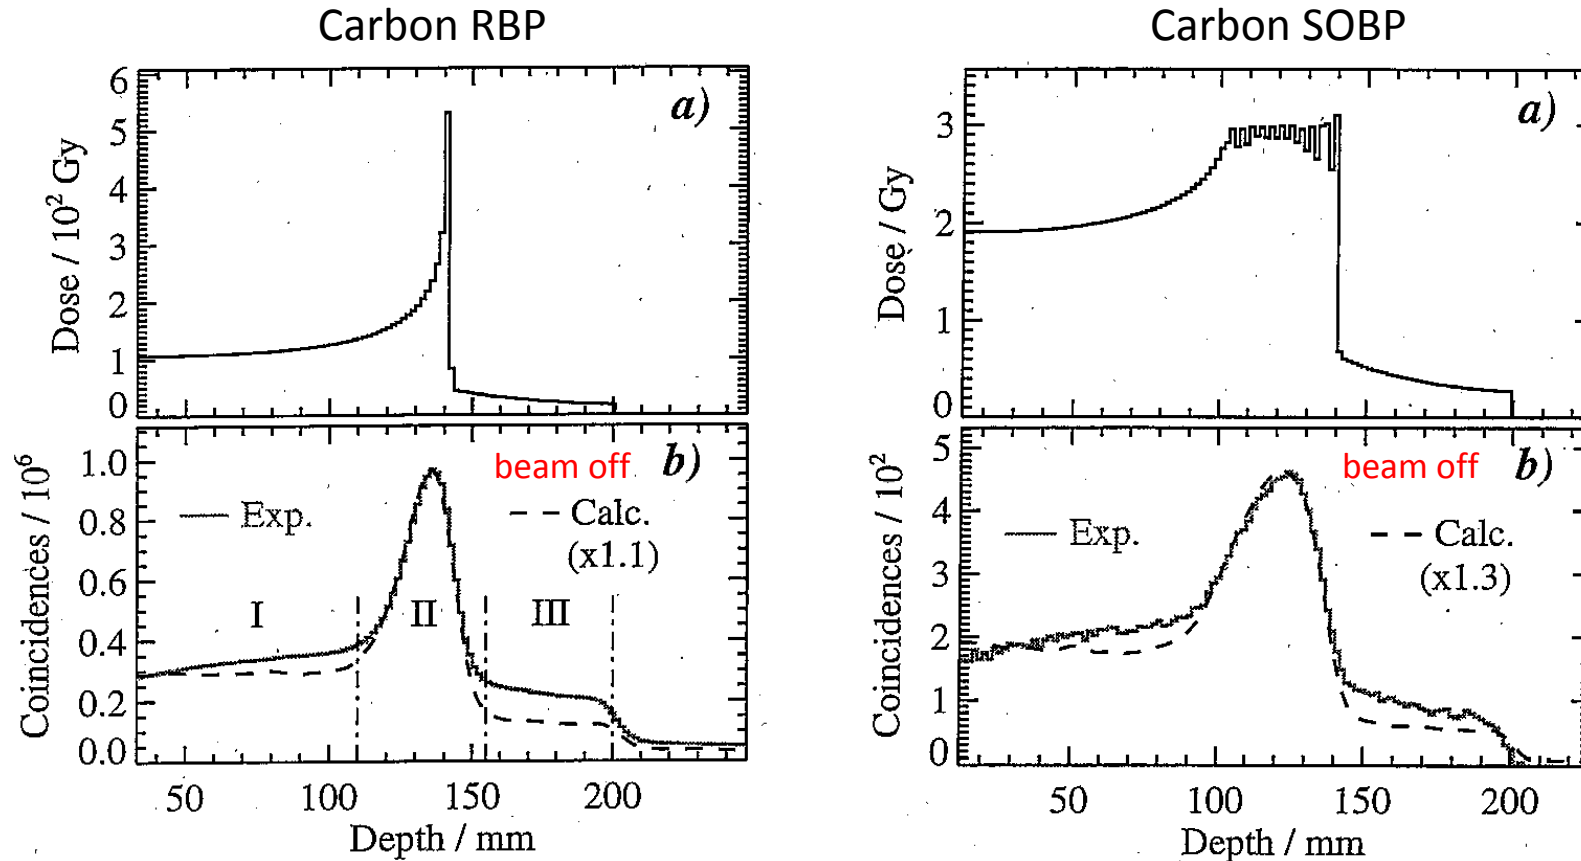 Carbon RBP
a)
6
5
4
3
2
1
0
Dose / 10² Gy
b)
beam off
Exp.
Calc.
(x1.1)
I
II
III
1.0
0.8
0.6
0.4
0.2
0.0
Coincidences / 10⁶
50 100 150 200
Depth / mm
Carbon SOBP
a)
3
2
1
0
Dose / Gy
b)
beam off
Exp.
Calc.
(x1.3)
5
4
3
2
1
0
Coincidences / 10²
50 100 150 200
Depth / mm